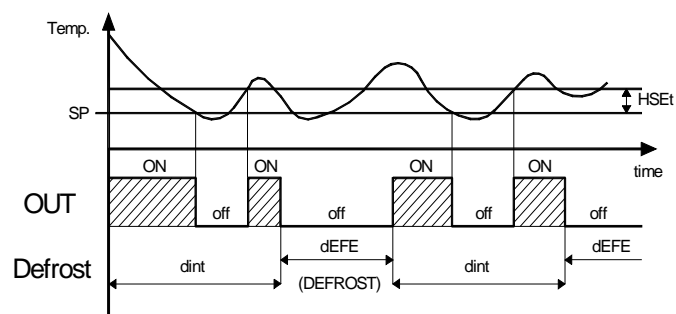 Temp.
HSEt
SP
time
ON ON ON ON
OUT
off off off off
dEFE dEFE
Defrost
dint (DEFROST) dint